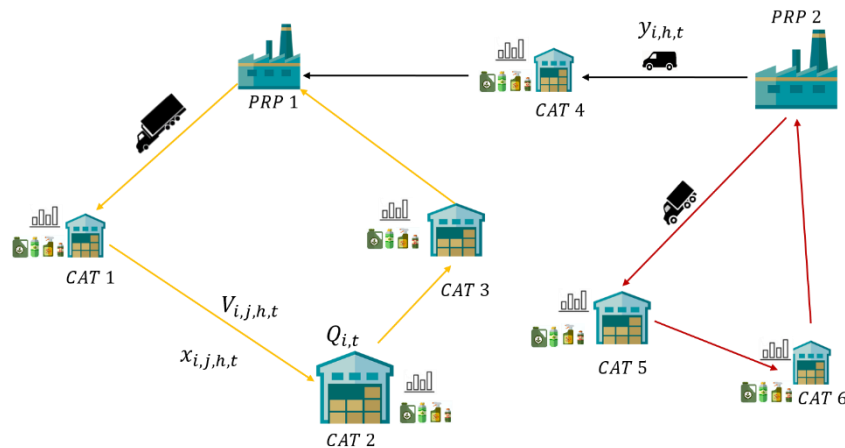 y_{i,h,t}
PRP 2
CAT 4
PRP 1
CAT 1
CAT 3
V_{i,j,h,t}
x_{i,j,h,t}
Q_{i,t}
CAT 2
CAT 5
CAT 6